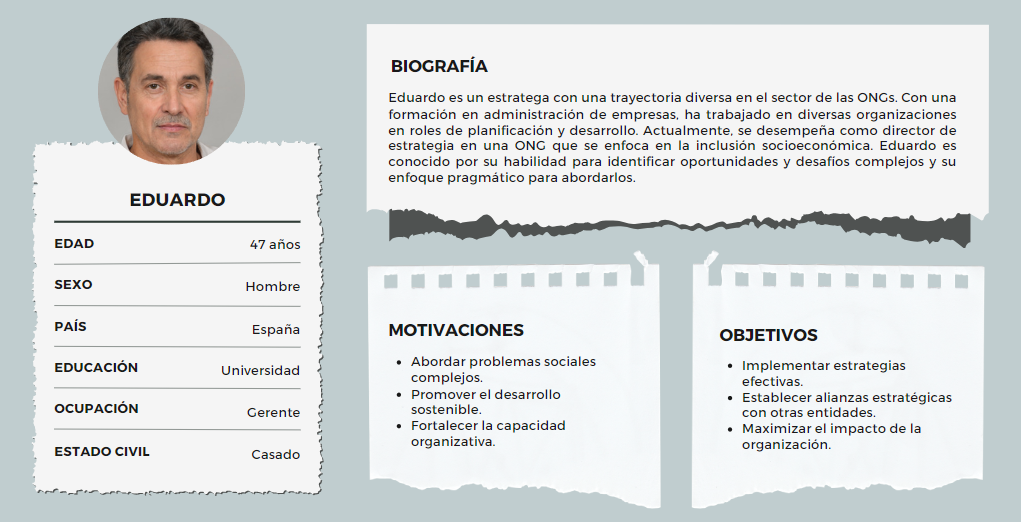 EDUARDO
EDAD 47 años
SEXO Hombre
PAÍS España
EDUCACIÓN Universidad
OCUPACIÓN Gerente
ESTADO CIVIL Casado
BIOGRAFÍA
Eduardo es un estratega con una trayectoria diversa en el sector de las ONGs. Con una
formación en administración de empresas, ha trabajado en diversas organizaciones
en roles de planificación y desarrollo. Actualmente, se desempeña como director de
estrategia en una ONG que se enfoca en la inclusión socioeconómica. Eduardo es
conocido por su habilidad para identificar oportunidades y desafíos complejos y su
enfoque pragmático para abordarlos.
MOTIVACIONES
• Abordar problemas sociales
complejos.
• Promover el desarrollo
sostenible.
• Fortalecer la capacidad
organizativa.
OBJETIVOS
• Implementar estrategias
efectivas.
• Establecer alianzas estratégicas
con otras entidades.
• Maximizar el impacto de la
organización.